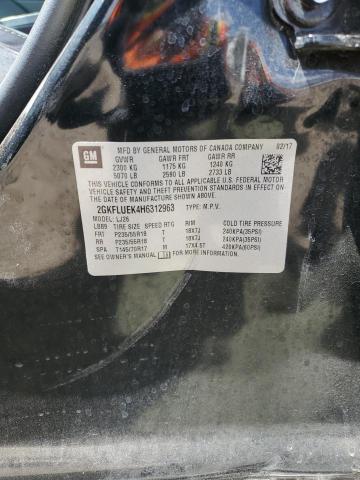 GM
MFD BY GENERAL MOTORS OF CANADA COMPANY 02/17
GVWR GAWR FRT GAWR RR
2300 KG 1175 KG 1240 KG
5070 LB 2590 LB 2733 LB
THIS VEHICLE CONFORMS TO ALL APPLICABLE U.S. FEDERAL MOTOR
VEHICLE SAFETY AND THEFT PREVENTION STANDARDS IN
EFFECT ON THE DATE OF MANUFACTURE SHOWN ABOVE.
2GKFLUEK4H6312963 TYPE: M.P.V.
MODEL: LJ26
TIRE SIZE SPEED RTG RIM COLD TIRE PRESSURE
FRT P235/55R18 T 18X7J 240KPA(35PSI)
RR P235/55R18 T 18X7J 240KPA(35PSI)
SPA T145/70R17 M 17X4.5T 420KPA(60PSI)
SEE OWNER'S MANUAL FOR MORE INFORMATION.